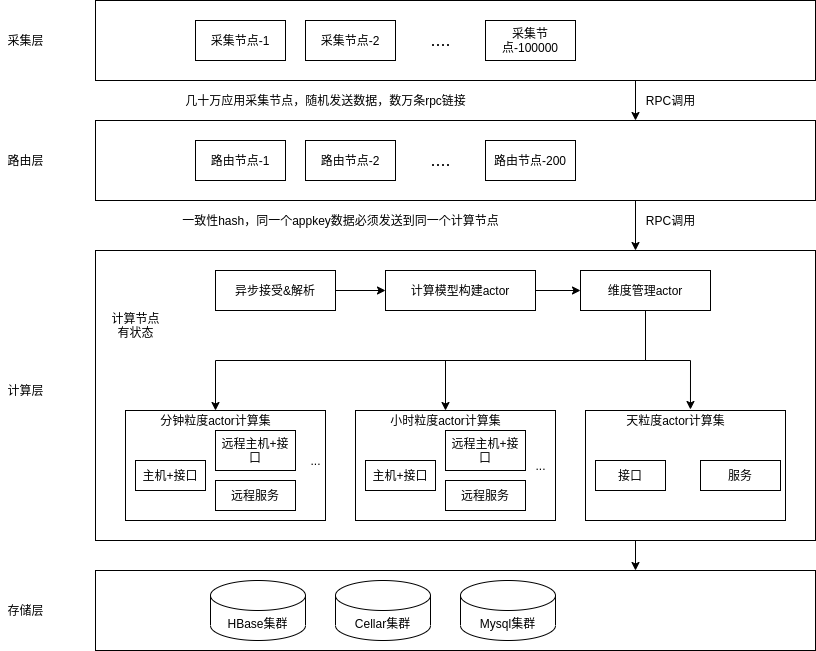 采集层
采集节点-1
采集节点-2
....
采集节
点-100000
几十万应用采集节点，随机发送数据，数万条rpc链接
RPC调用
路由层
路由节点-1
路由节点-2
....
路由节点-200
一致性hash，同一个appkey数据必须发送到同一个计算节点
RPC调用
计算层
计算节点
有状态
异步接受&解析
计算模型构建actor
维度管理actor
分钟粒度actor计算集
主机+接口
远程主机+接
口
远程服务
...
小时粒度actor计算集
主机+接口
远程主机+接
口
远程服务
...
天粒度actor计算集
接口
服务
存储层
HBase集群
Cellar集群
Mysql集群